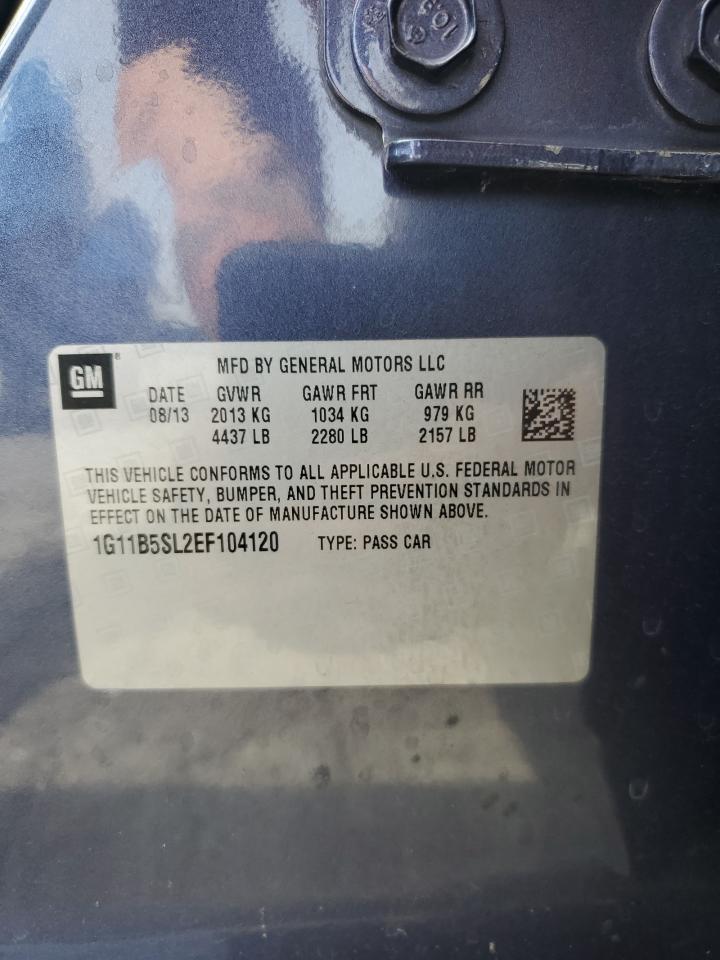 GM
®
MFD BY GENERAL MOTORS LLC
DATE GVWR GAWR FRT GAWR RR
08/13 2013 KG 1034 KG 979 KG
4437 LB 2280 LB 2157 LB
THIS VEHICLE CONFORMS TO ALL APPLICABLE U.S. FEDERAL MOTOR
VEHICLE SAFETY, BUMPER, AND THEFT PREVENTION STANDARDS IN
EFFECT ON THE DATE OF MANUFACTURE SHOWN ABOVE.
1G11B5SL2EF104120 TYPE: PASS CAR